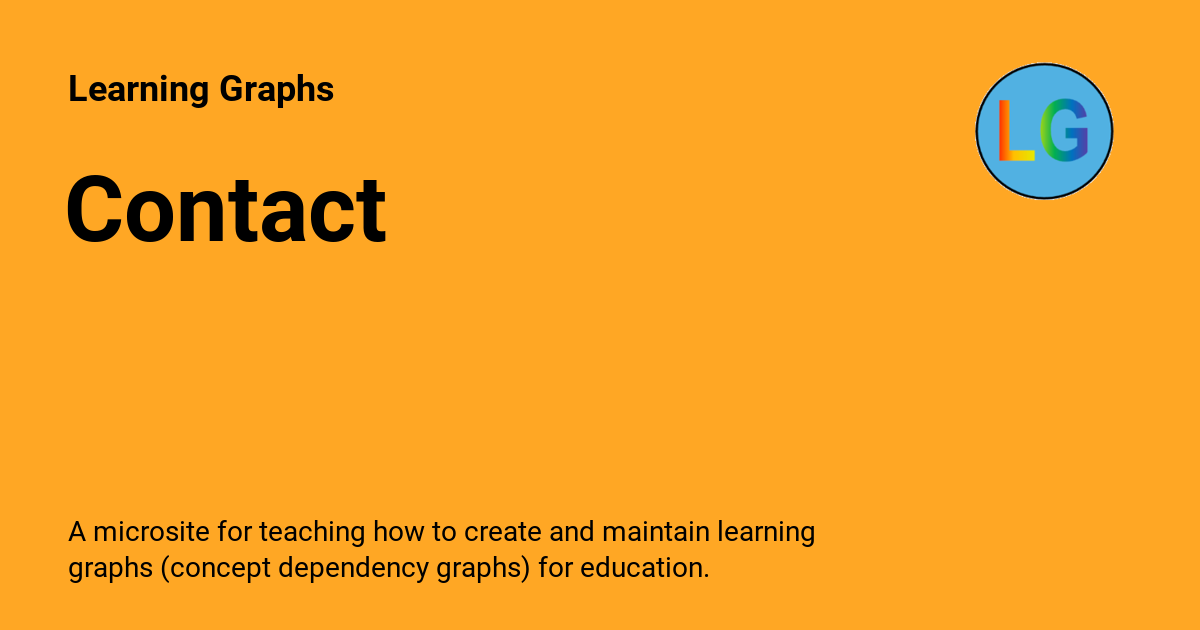 Learning Graphs
LG
Contact
A microsite for teaching how to create and maintain learning
graphs (concept dependency graphs) for education.